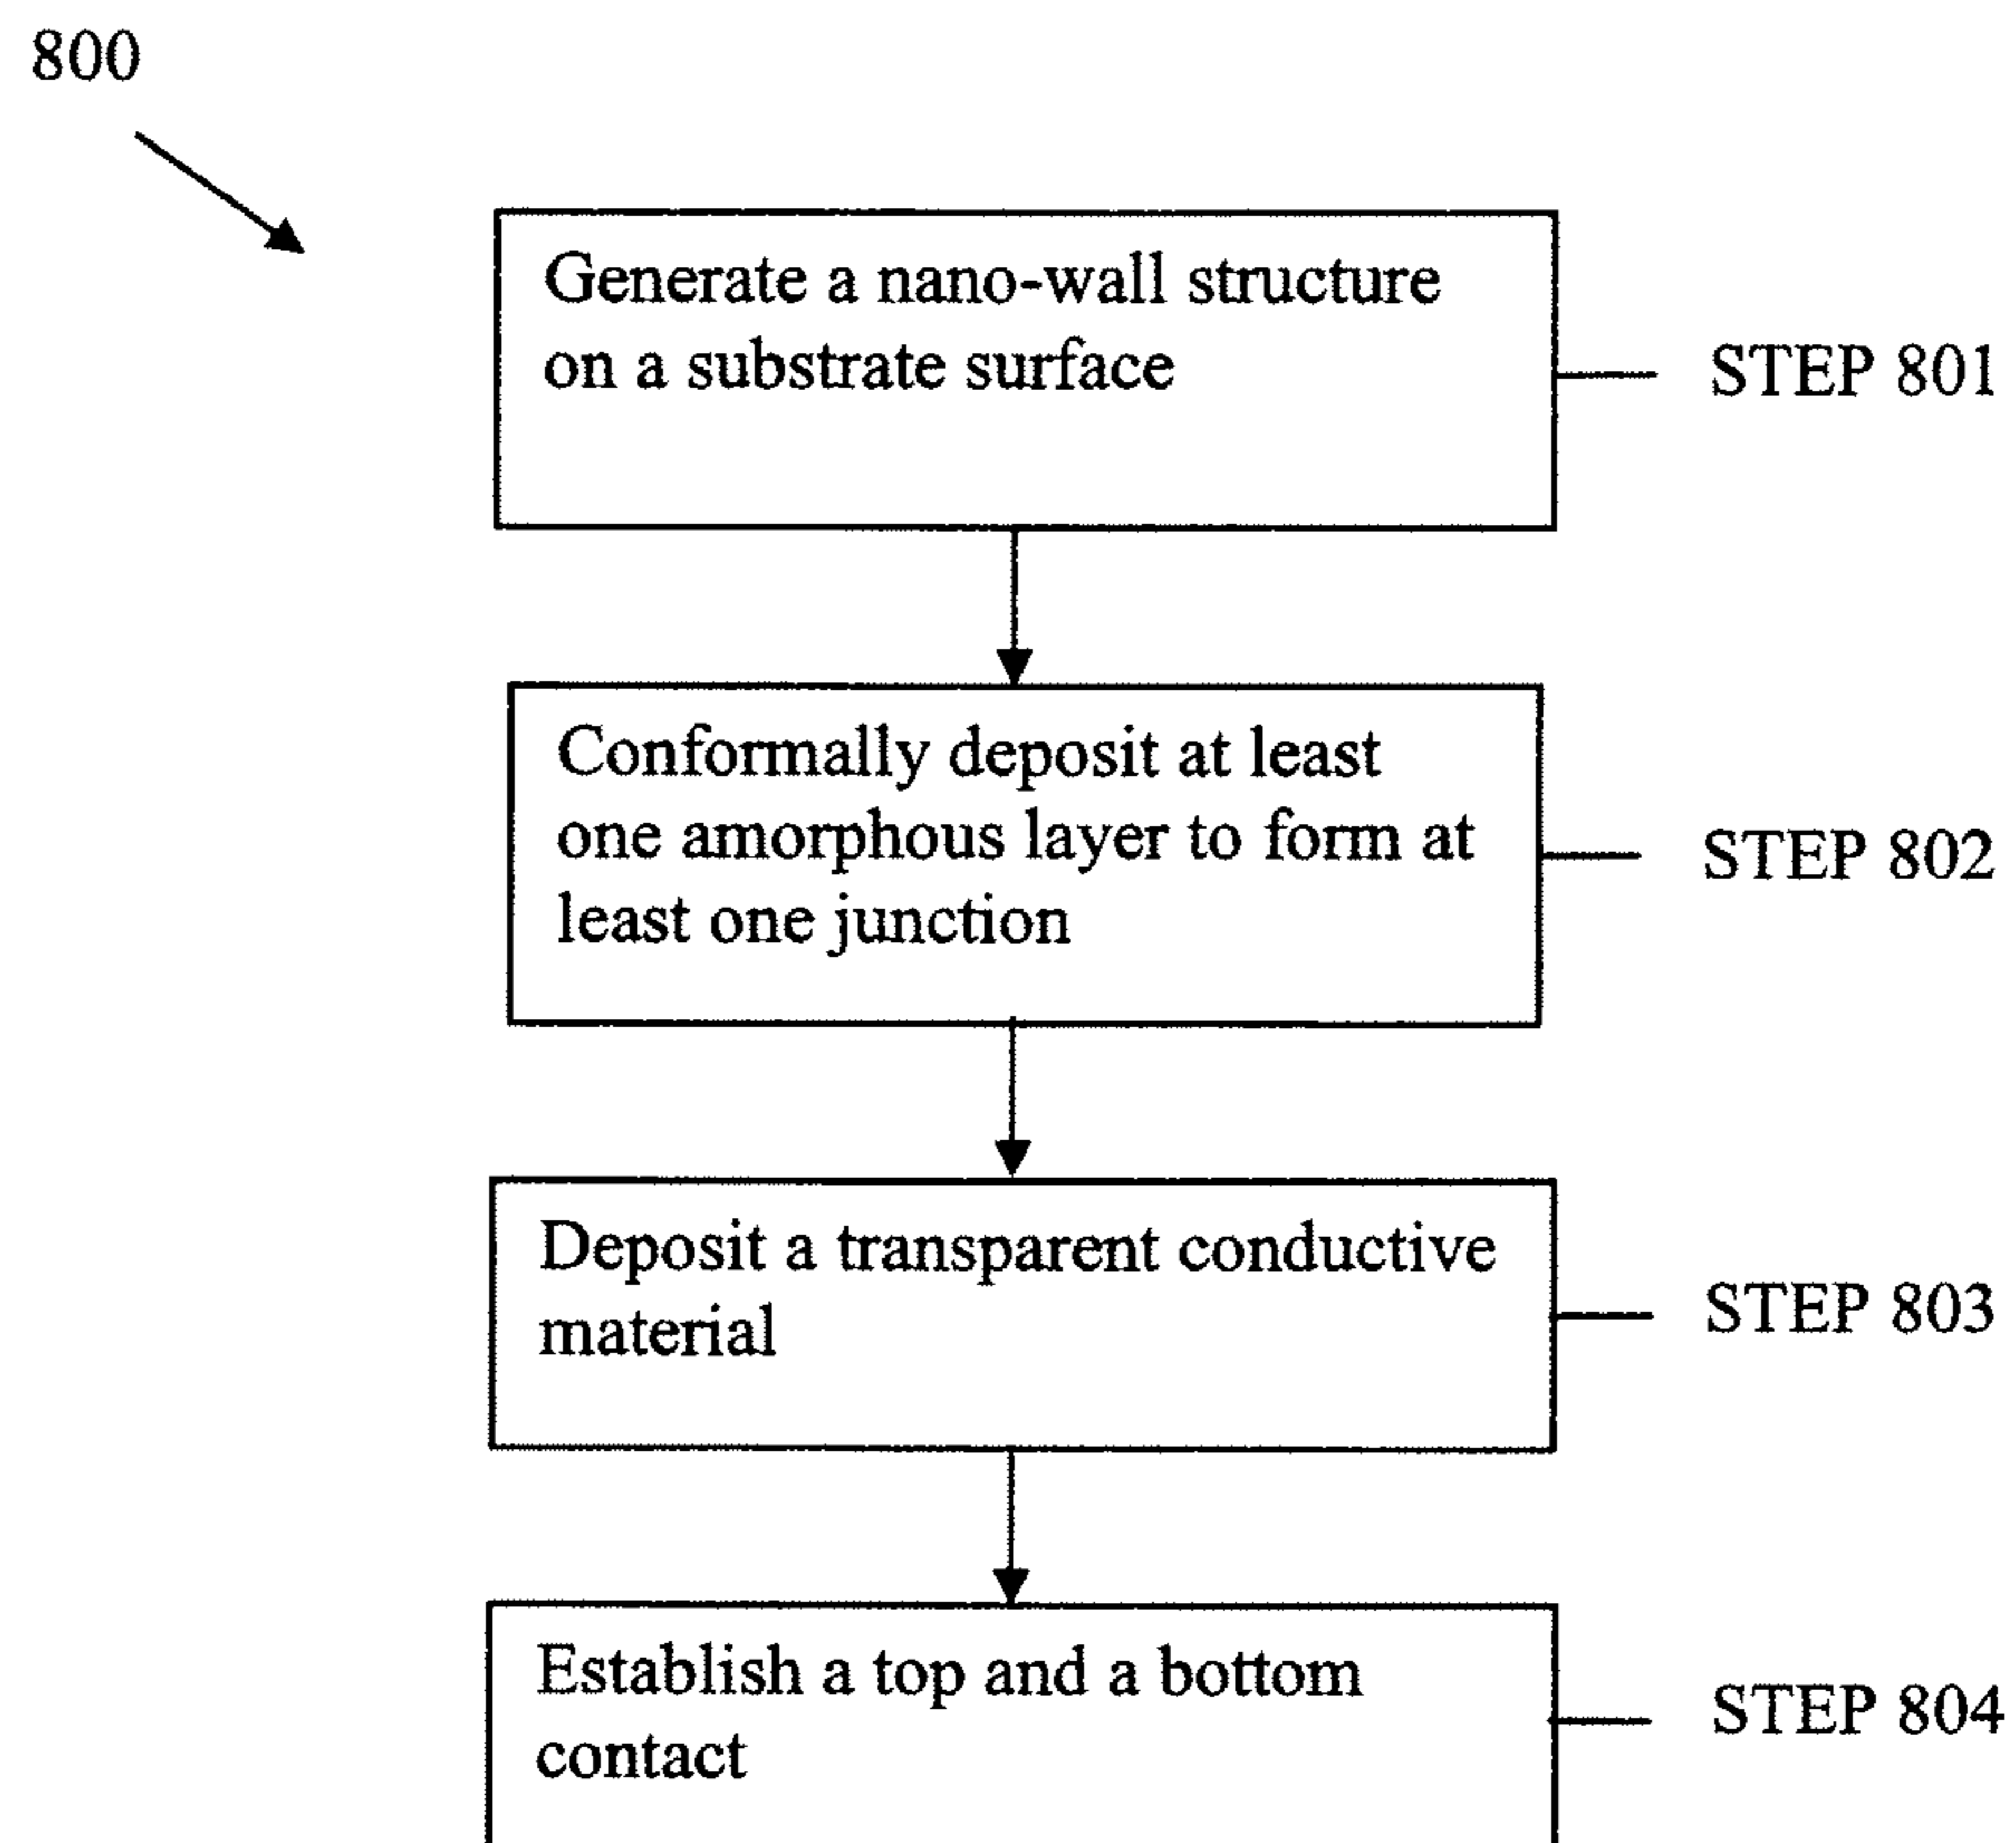 800
Generate a nano-wall structure
on a substrate surface
STEP 801
Conformally deposit at least
one amorphous layer to form at
least one junction
STEP 802
Deposit a transparent conductive
material
STEP 803
Establish a top and a bottom
contact
STEP 804